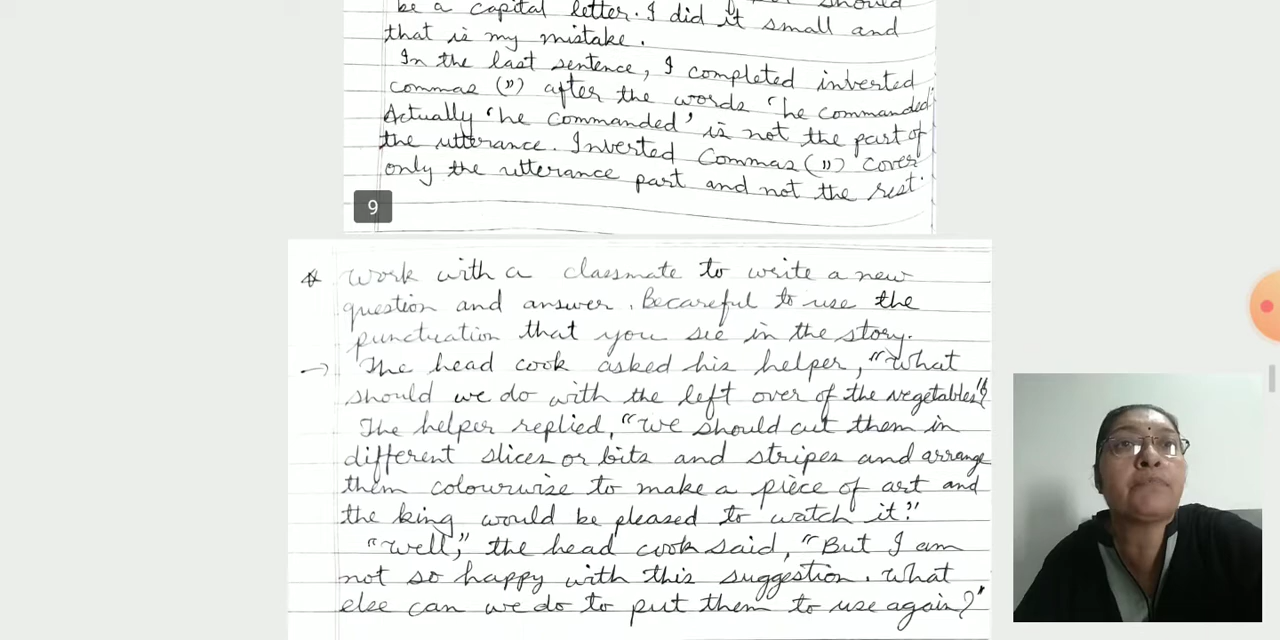 be a capital letter. I did it small and
that is my mistake.
In the last sentence, I completed inverted
commas (”) after the words ‘he commanded’.
Actually ‘he commanded’ is not the part of
the utterance. Inverted Commas (”) cover
only the utterance part and not the rest.
9
* Work with a classmate to write a new
question and answer. Becareful to use the
punctuation that you see in the story.
→ The head cook asked his helper, “What
should we do with the left over of the vegetables”?
The helper replied, “We should cut them in
different slices or bits and stripes and arrange
them colourwise to make a piece of art and
the king would be pleased to watch it.”
“Well,” the head cook said, “But I am
not so happy with this suggestion. What
else can we do to put them to use again?”